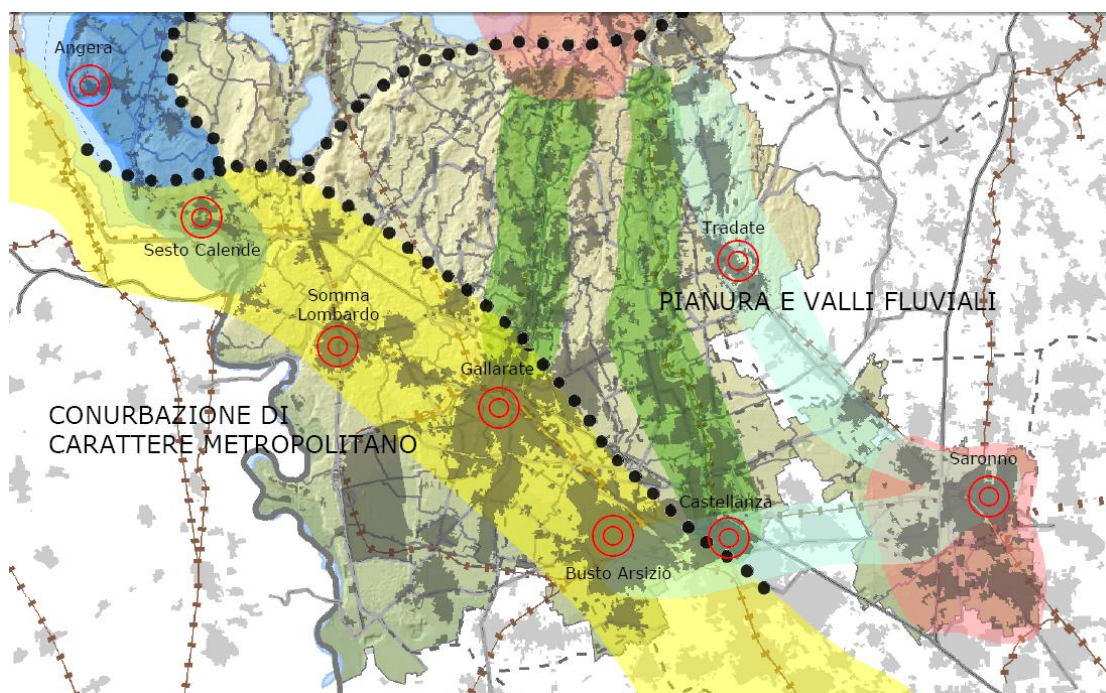 Angera
Sesto Calende
Tradate
Somma
Lombardo
PIANURA E VALLI FLUVIALI
Gallarate
CONURBAZIONE DI
CARATTERE METROPOLITANO
Saronno
Castellanza
Busto Arsizio